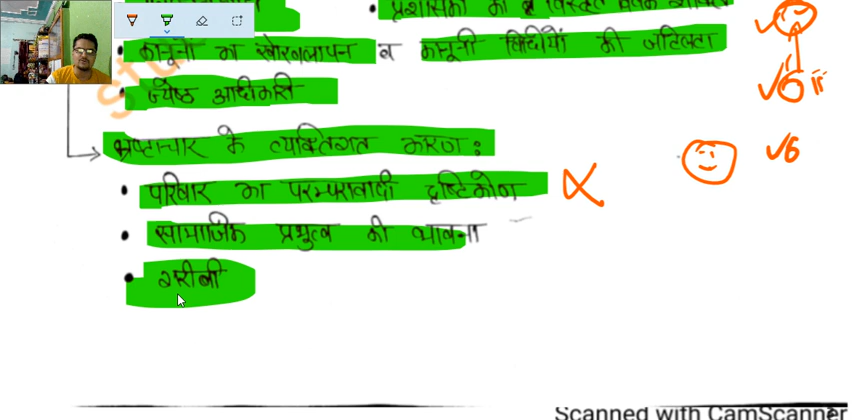 प्रशासकों की व विस्तृत विवेक शक्ति
कानूनों का खोखलापन व कानूनी विधियों की जटिलता
ज्येष्ठ अधिकारी
भ्रष्टाचार के व्यक्तिगत कारण :
परिवार का परम्परावादी दृष्टिकोण
सामाजिक प्रभुत्व की भावना
गरीबी
Scanned with CamScanner